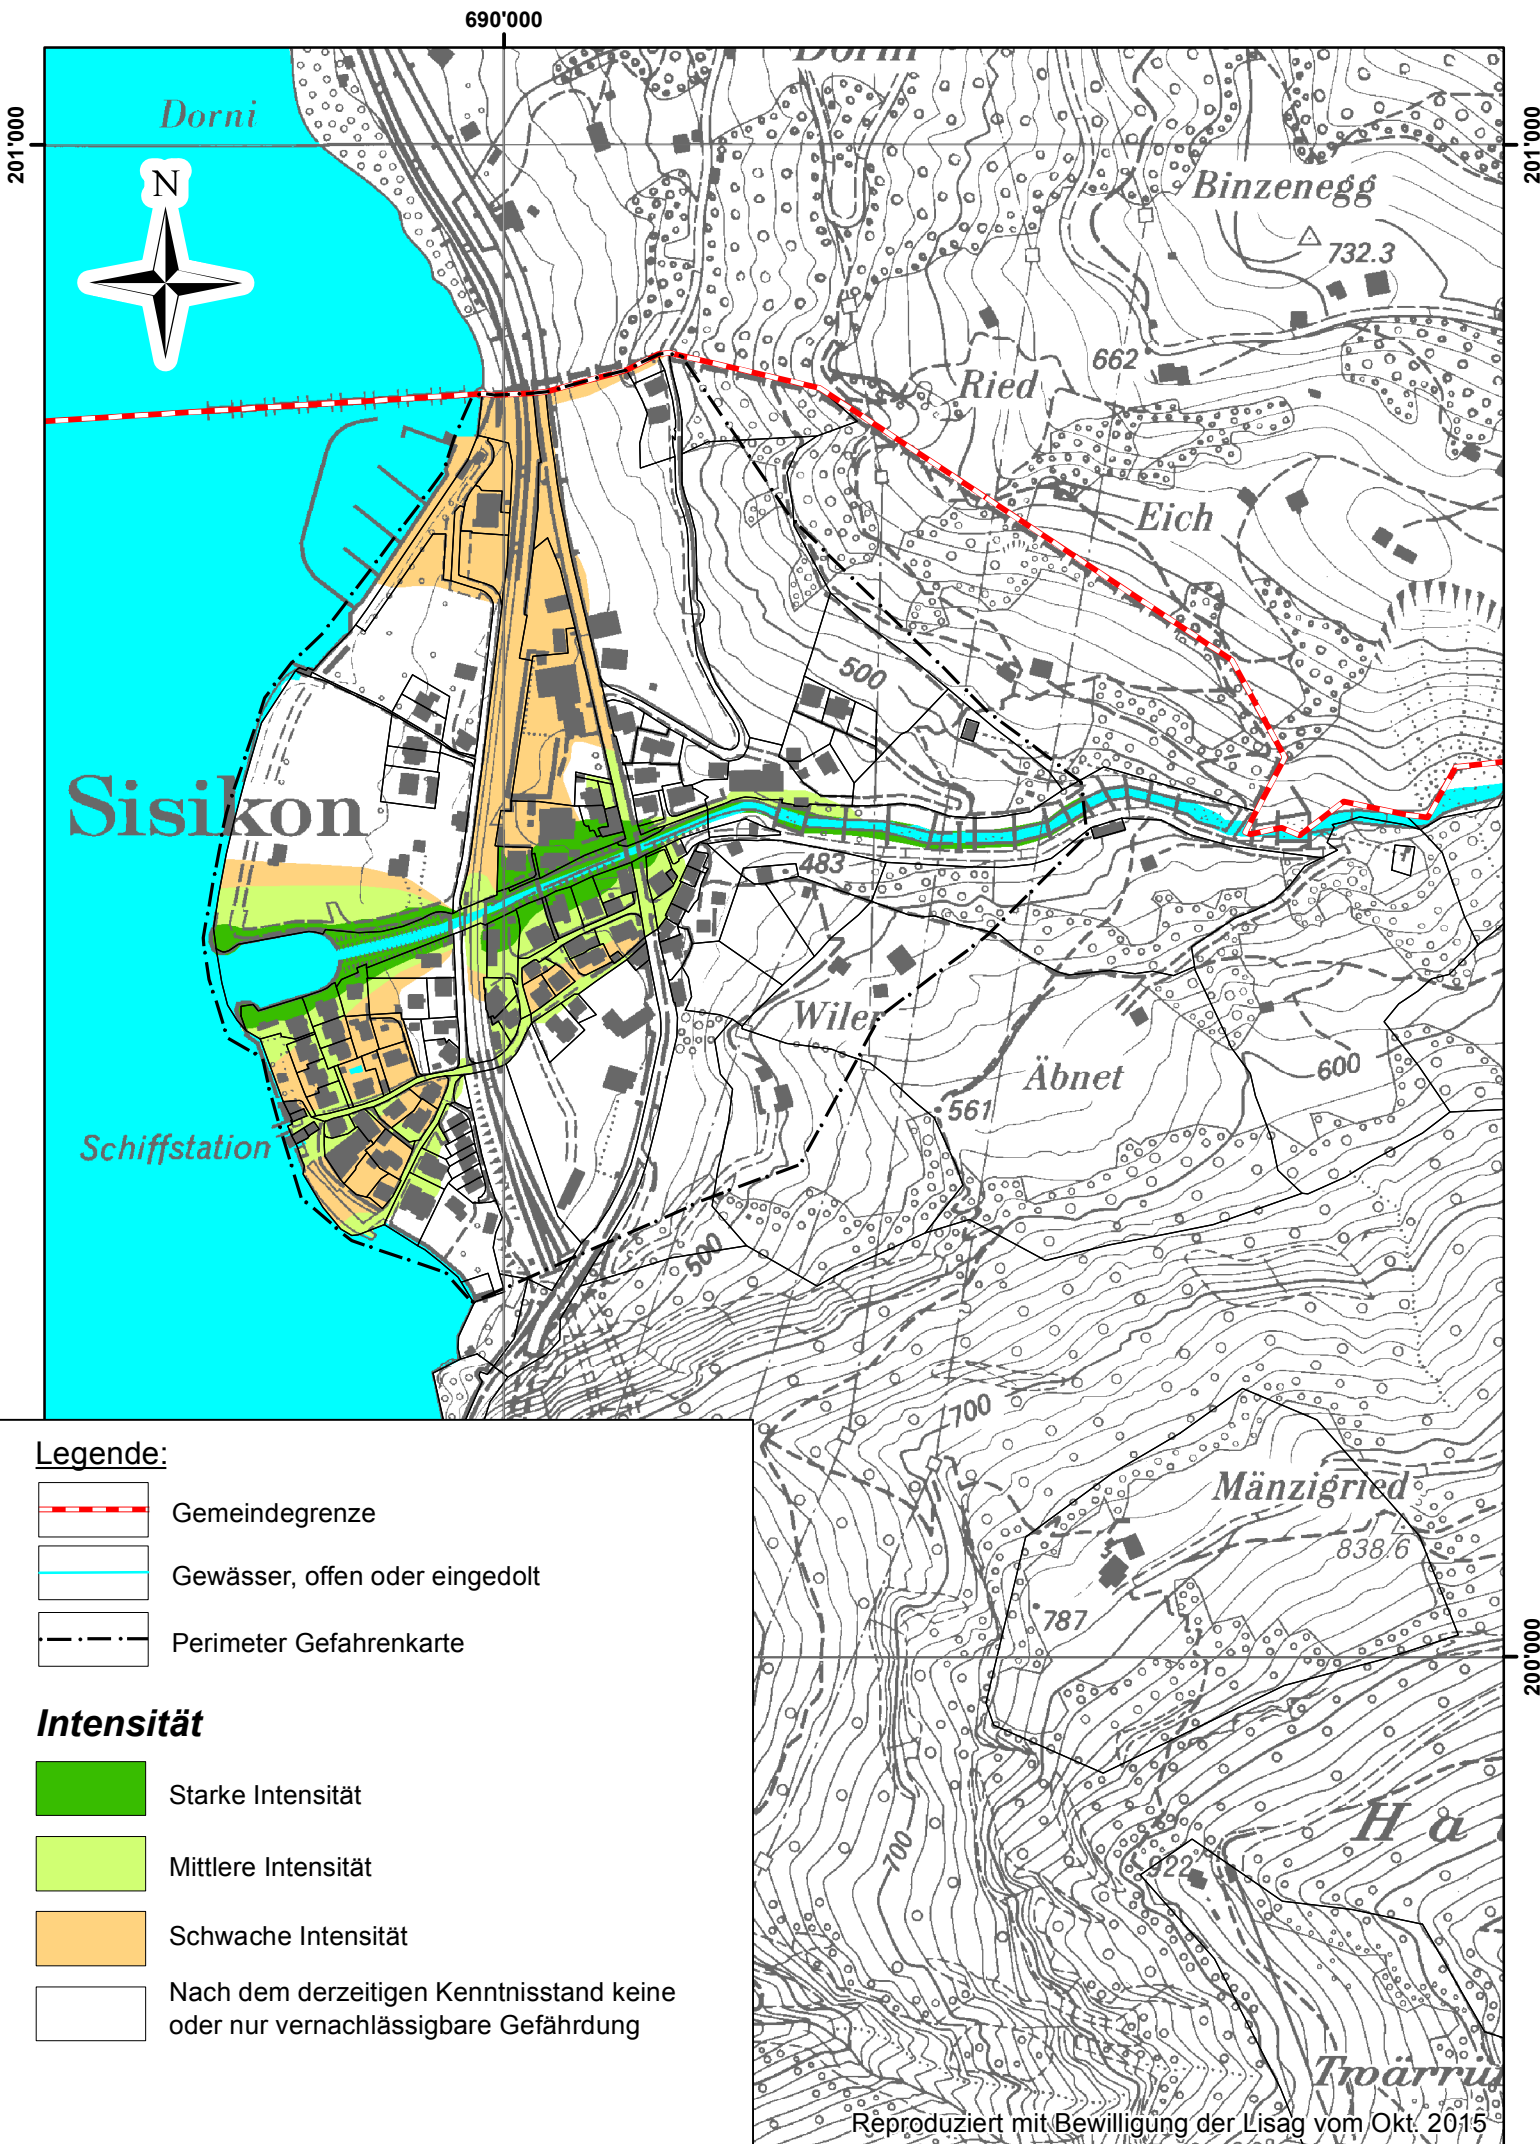 690'000
201'000
201'000
Dorni
Dorni
N
Binzenegg
732.3
662
Ried
Eich
500
Sisikon
483
Wiler
Äbnet
600
561
Schiffstation
500
700
Mänzigried
838.6
787
200'000
700
922
Legende:
Gemeindegrenze
Gewässer, offen oder eingedolt
Perimeter Gefahrenkarte
Intensität
Starke Intensität
Mittlere Intensität
Schwache Intensität
Nach dem derzeitigen Kenntnisstand keine
oder nur vernachlässigbare Gefährdung
Reproduziert mit Bewilligung der Lisag vom Okt. 2015